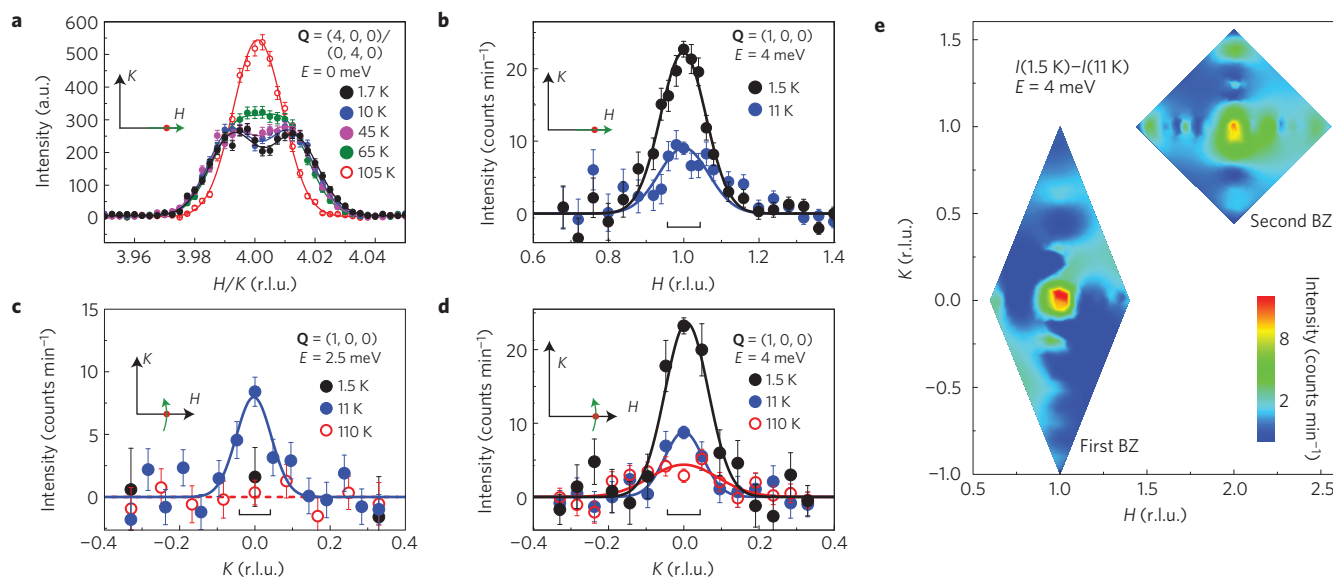 a
Intensity (a.u.)
600
500
400
300
200
100
0
K
H
Q = (4, 0, 0)/
(0, 4, 0)
E = 0 meV
1.7 K
10 K
45 K
65 K
105 K
3.96
3.98
4.00
4.02
4.04
H/K (r.l.u.)
b
Intensity (counts min⁻¹)
20
10
0
K
H
Q = (1, 0, 0)
E = 4 meV
1.5 K
11 K
0.6
0.8
1.0
1.2
1.4
H (r.l.u.)
c
Intensity (counts min⁻¹)
15
10
5
0
K
H
Q = (1, 0, 0)
E = 2.5 meV
1.5 K
11 K
110 K
−0.4
−0.2
0.0
0.2
0.4
K (r.l.u.)
d
Intensity (counts min⁻¹)
20
10
0
K
H
Q = (1, 0, 0)
E = 4 meV
1.5 K
11 K
110 K
−0.4
−0.2
0.0
0.2
0.4
K (r.l.u.)
e
K (r.l.u.)
1.5
1.0
0.5
0.0
−0.5
−1.0
I(1.5 K)−I(11 K)
E = 4 meV
Second BZ
First BZ
Intensity (counts min⁻¹)
8
2
0.5
1.0
1.5
2.0
2.5
H (r.l.u.)